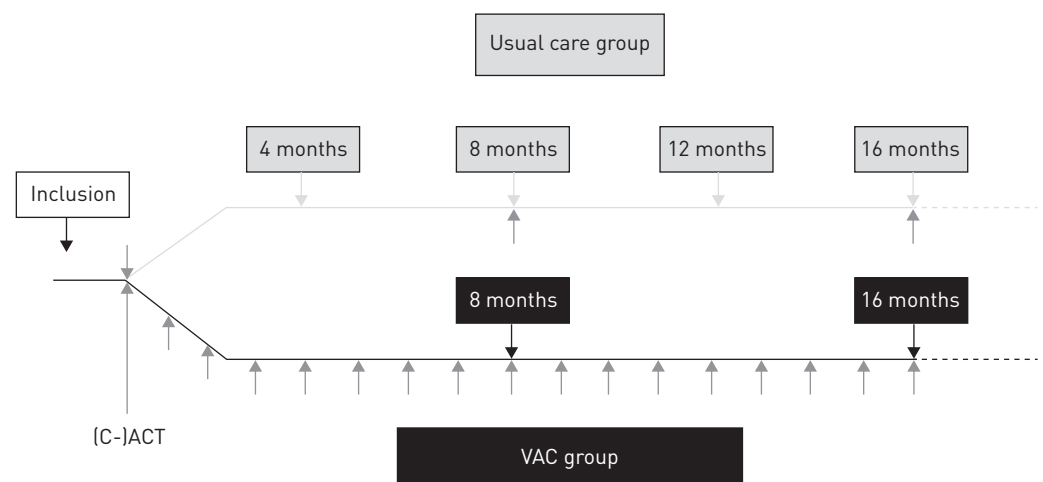 Usual care group
4 months
8 months
12 months
16 months
Inclusion
8 months
16 months
(C-)ACT
VAC group